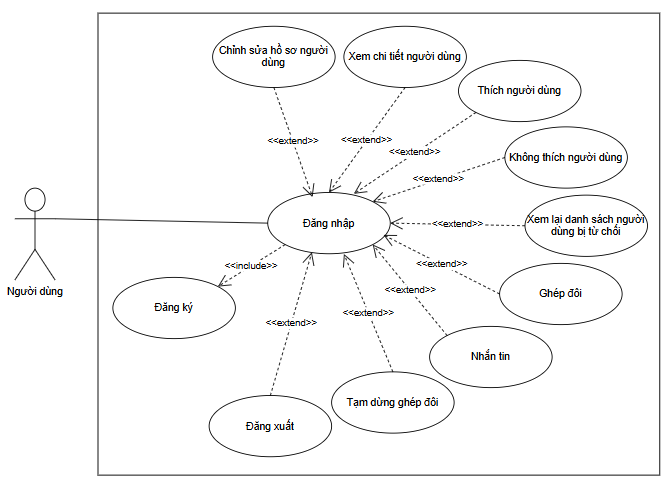 Chỉnh sửa hồ sơ người
dùng
Xem chi tiết người dùng
Thích người dùng
<<extend>>
<<extend>>
<<extend>>
Không thích người dùng
<<extend>>
Đăng nhập
<<extend>>
Xem lại danh sách người
dùng bị từ chối
Người dùng
<<include>>
<<extend>>
Đăng ký
Ghép đôi
<<extend>>
<<extend>>
<<extend>>
Nhắn tin
Tạm dừng ghép đôi
Đăng xuất